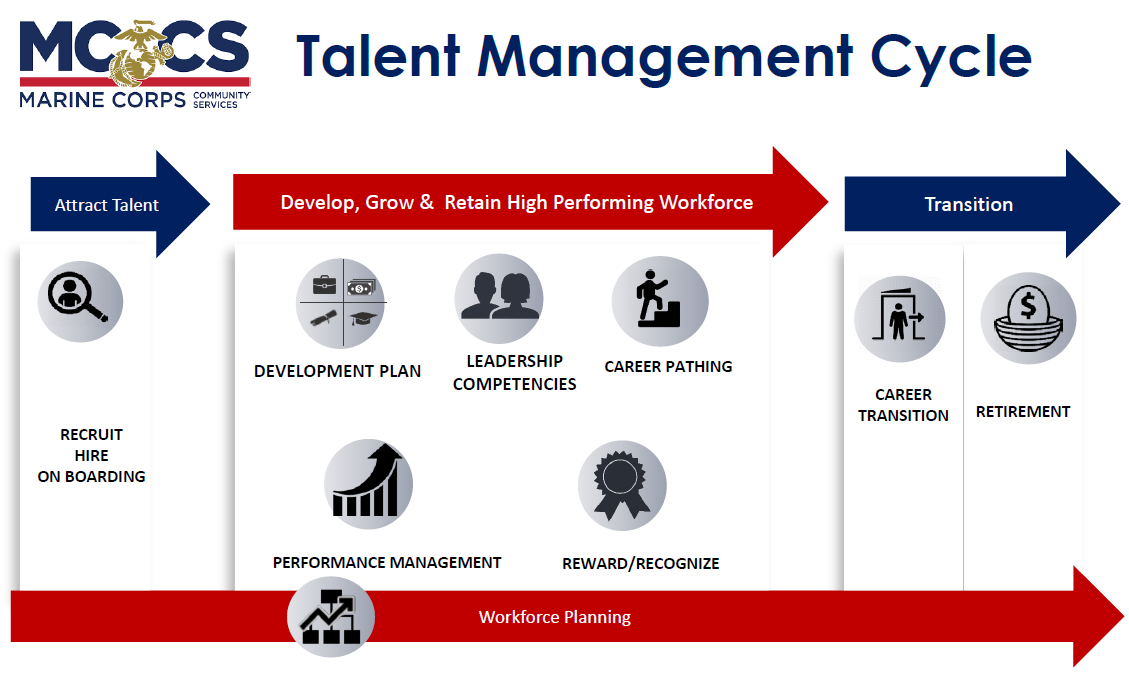 MCCS
MARINE CORPS COMMUNITY SERVICES
Talent Management Cycle
Attract Talent
Develop, Grow & Retain High Performing Workforce
Transition
RECRUIT
HIRE
ON BOARDING
DEVELOPMENT PLAN
LEADERSHIP
COMPETENCIES
CAREER PATHING
PERFORMANCE MANAGEMENT
REWARD/RECOGNIZE
CAREER
TRANSITION
RETIREMENT
Workforce Planning